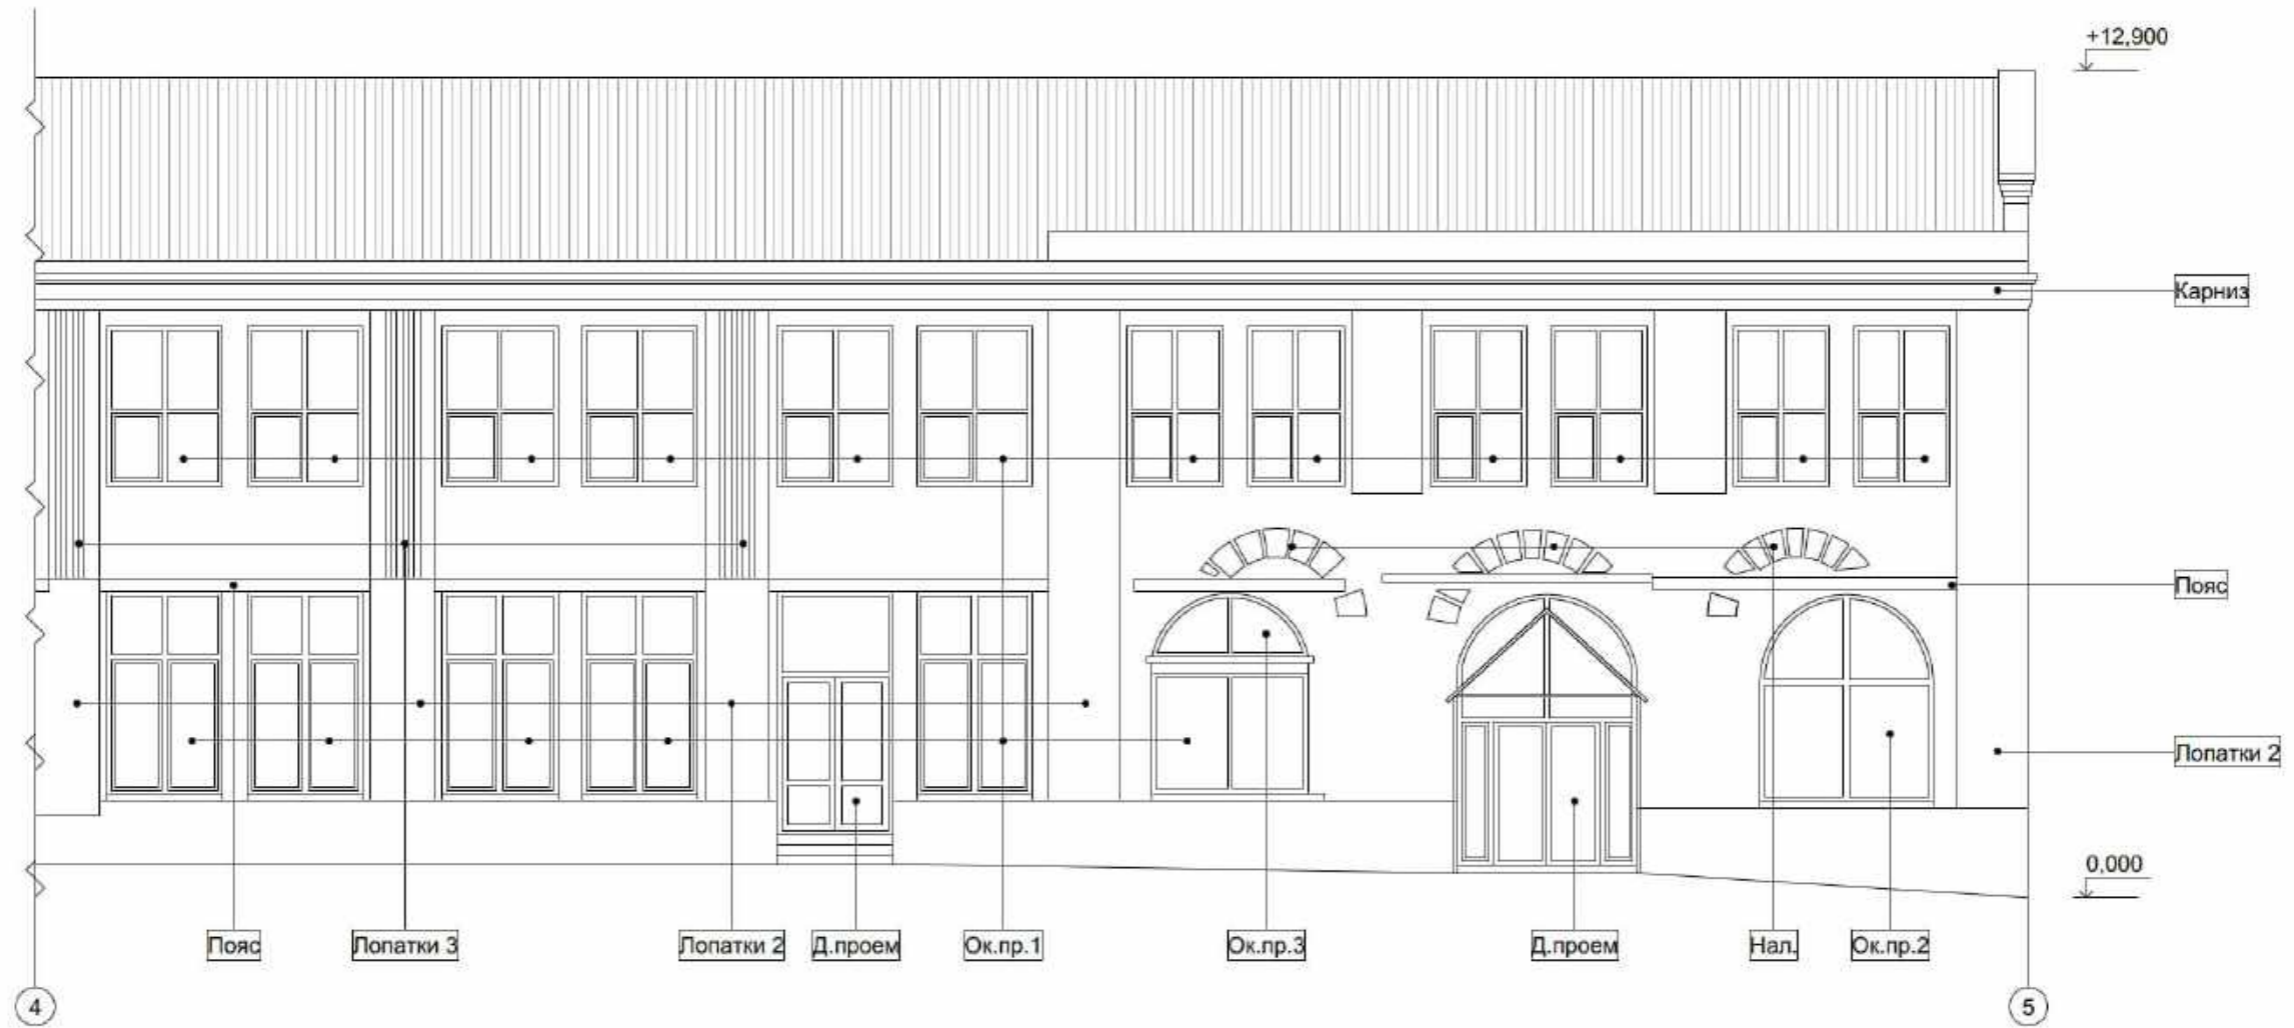 +12,900
Карниз
Пояс
Лопатки 2
0,000
Пояс
Лопатки 3
Лопатки 2
Д.проем
Ок.пр.1
Ок.пр.3
Д.проем
Нал.
Ок.пр.2
4
5